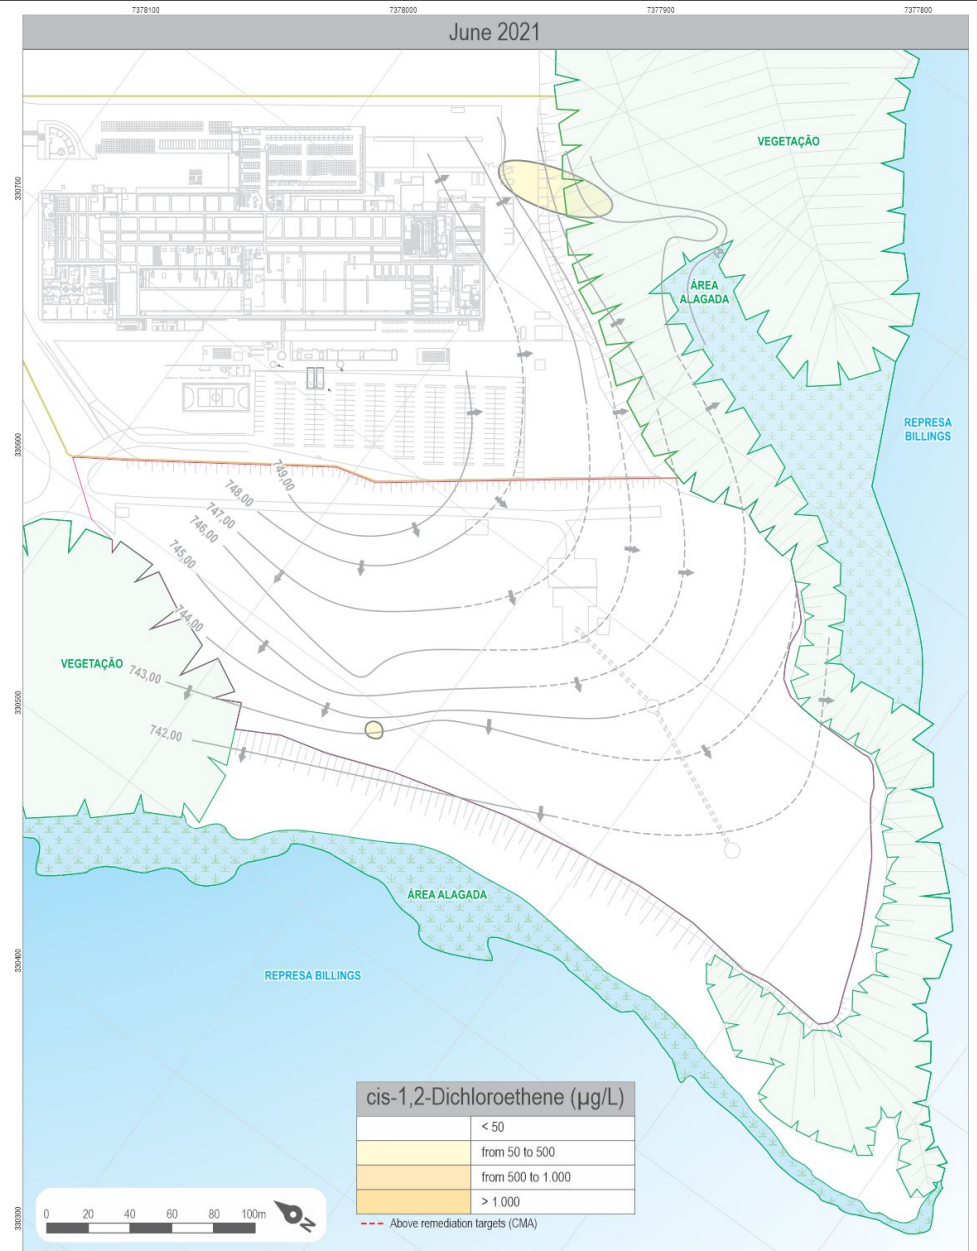 7378100
7378000
7377900
7377800
June 2021
VEGETAÇÃO
330700
ÁREA
ALAGADA
REPRESA
BILLINGS
330600
749,00
748,00
747,00
746,00
745,00
744,00
VEGETAÇÃO
743,00
330500
742,00
ÁREA ALAGADA
330400
REPRESA BILLINGS
cis-1,2-Dichloroethene (µg/L)
< 50
from 50 to 500
from 500 to 1.000
> 1.000
Above remediation targets (CMA)
0 20 40 60 80 100m
N
330300